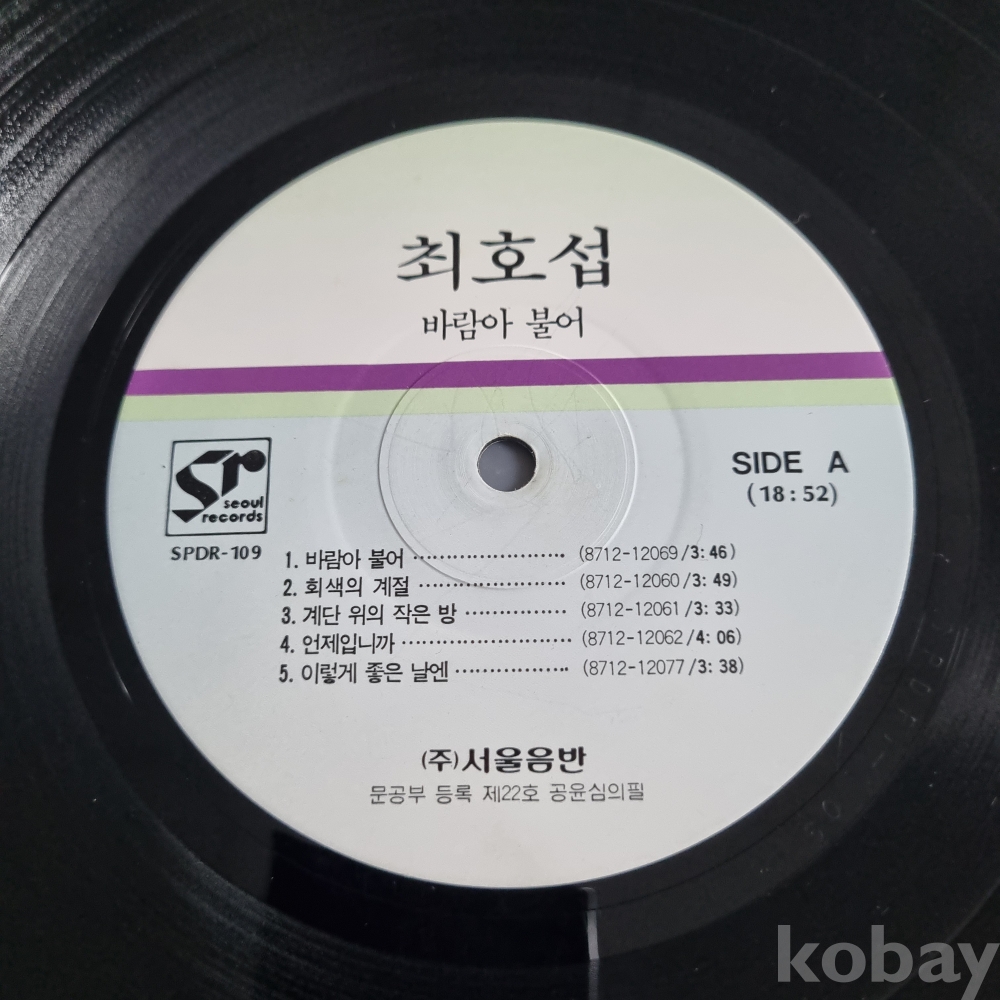 최호섭
바람아 불어
Sr
seoul
records
SPDR-109
SIDE A
(18:52)
1. 바람아 불어 ........................ (8712-12069/3:46)
2. 회색의 계절 ........................ (8712-12060/3:49)
3. 계단 위의 작은 방 ................ (8712-12061/3:33)
4. 언제입니까 ........................... (8712-12062/4:06)
5. 이렇게 좋은 날엔 .................. (8712-12077/3:38)
(주)서울음반
문공부 등록 제22호 공윤심의필
kobay